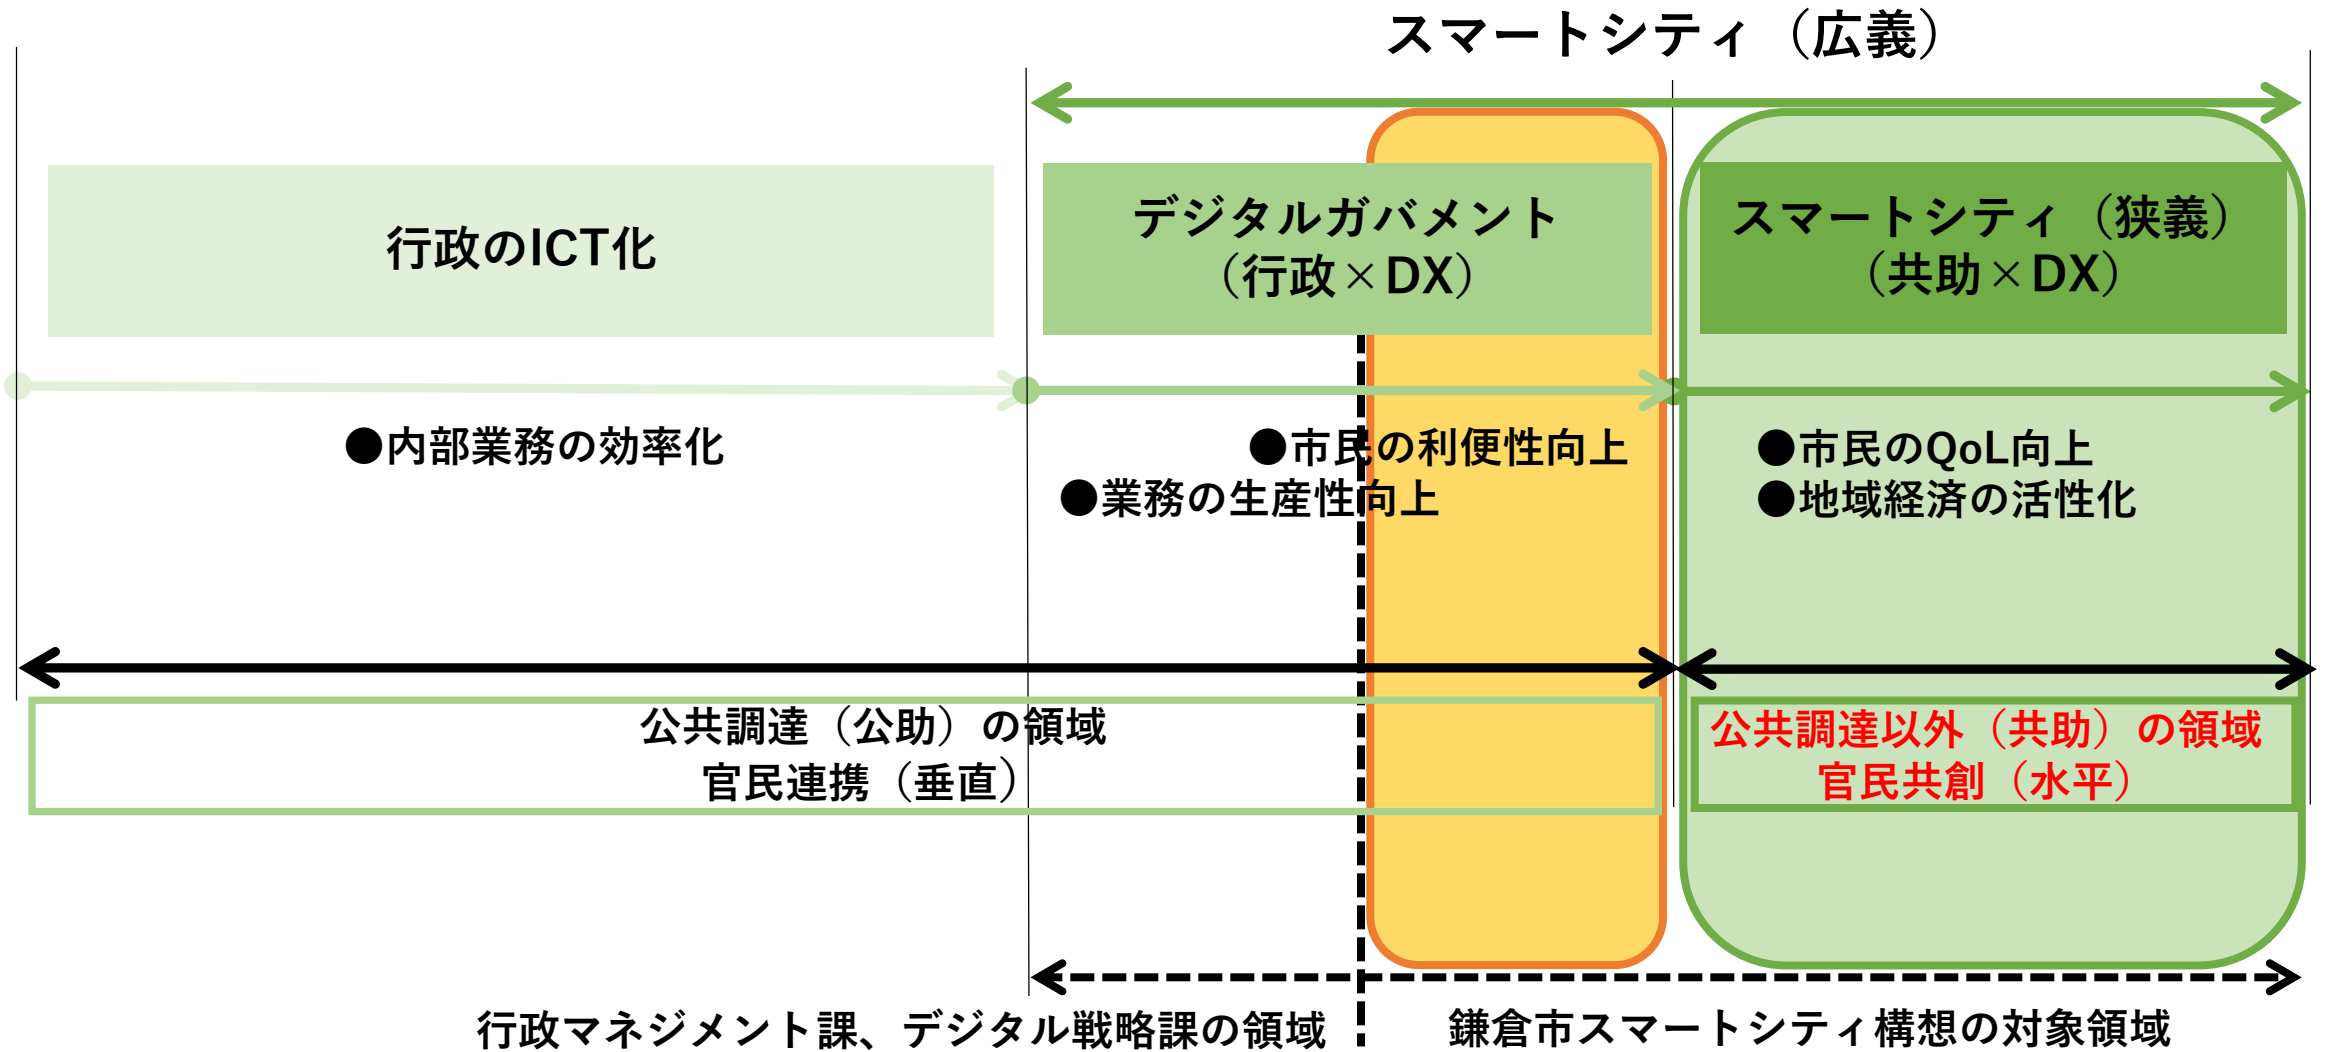 スマートシティ（広義）
行政のICT化
デジタルガバメント
（行政×DX）
スマートシティ（狭義）
（共助×DX）
●内部業務の効率化
●市民の利便性向上
●業務の生産性向上
●市民のQoL向上
●地域経済の活性化
公共調達（公助）の領域
官民連携（垂直）
公共調達以外（共助）の領域
官民共創（水平）
行政マネジメント課、デジタル戦略課の領域
鎌倉市スマートシティ構想の対象領域